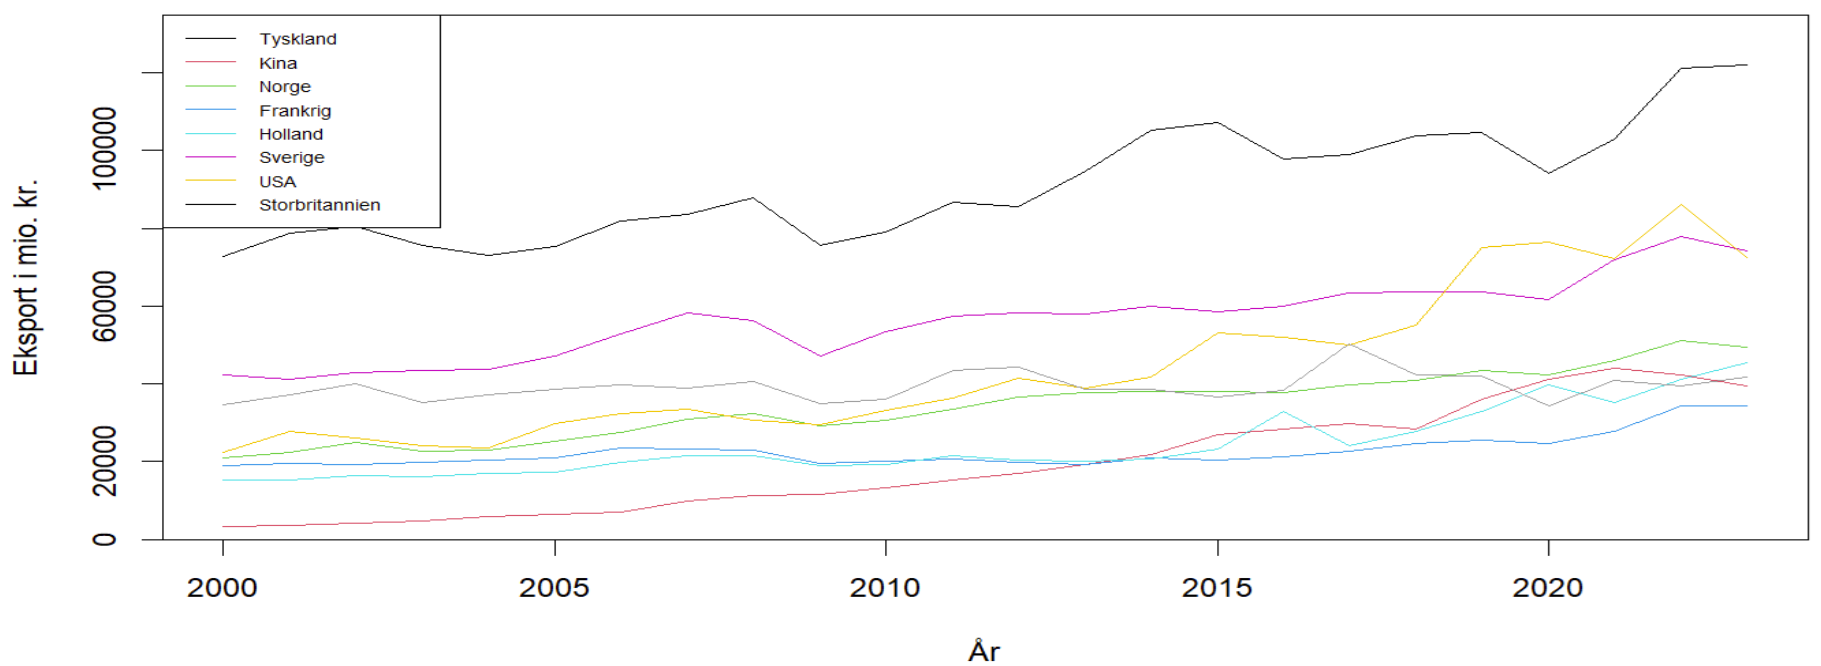 Tyskland
Kina
Norge
Frankrig
Holland
Sverige
USA
Storbritannien
Eksport i mio. kr.
100000
60000
20000
0
2000 2005 2010 2015 2020
År